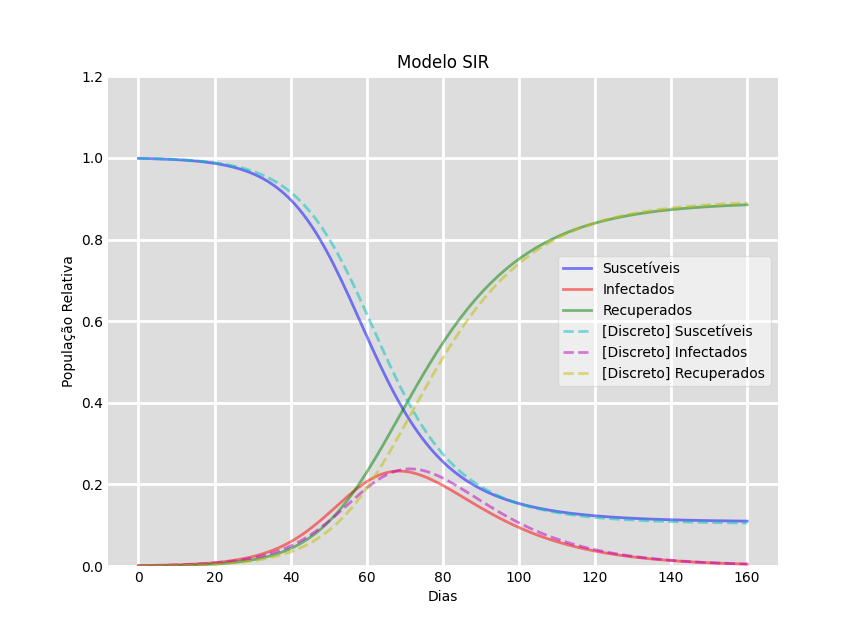 Modelo SIR
1.2
1.0
0.8
0.6
0.4
0.2
0.0
População Relativa
Suscetíveis
Infectados
Recuperados
[Discreto] Suscetíveis
[Discreto] Infectados
[Discreto] Recuperados
0 20 40 60 80 100 120 140 160
Dias